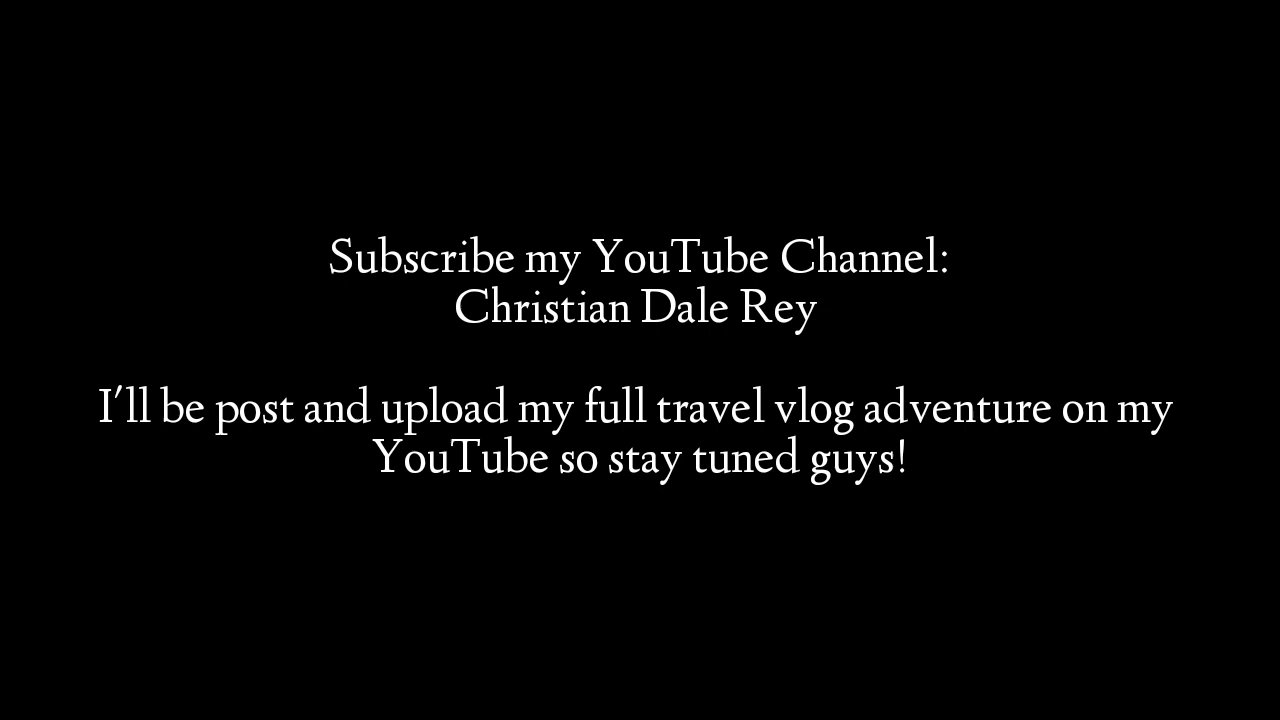 Subscribe my YouTube Channel:
Christian Dale Rey
I'll be post and upload my full travel vlog adventure on my
YouTube so stay tuned guys!